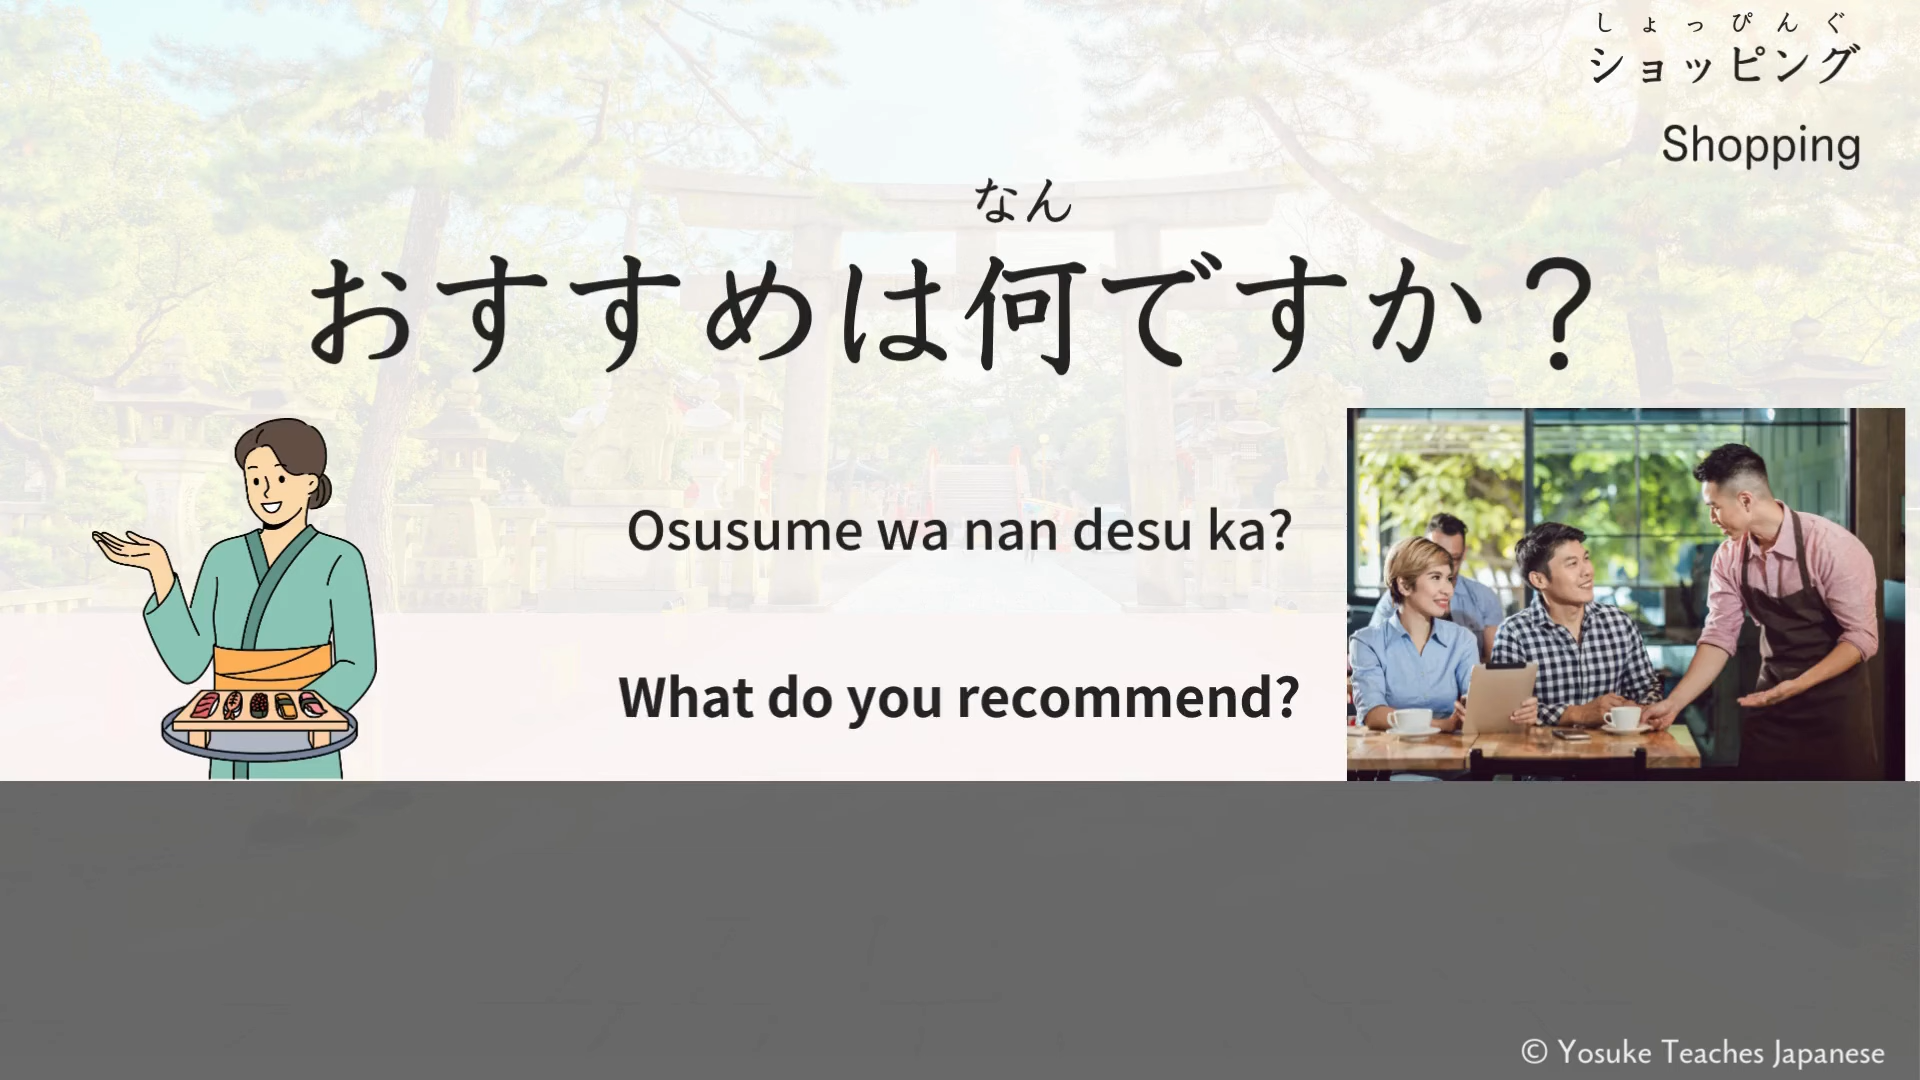 しょっぴんぐ
ショッピング
Shopping
なん
おすすめは何ですか？
Osusume wa nan desu ka?
What do you recommend?
© Yosuke Teaches Japanese